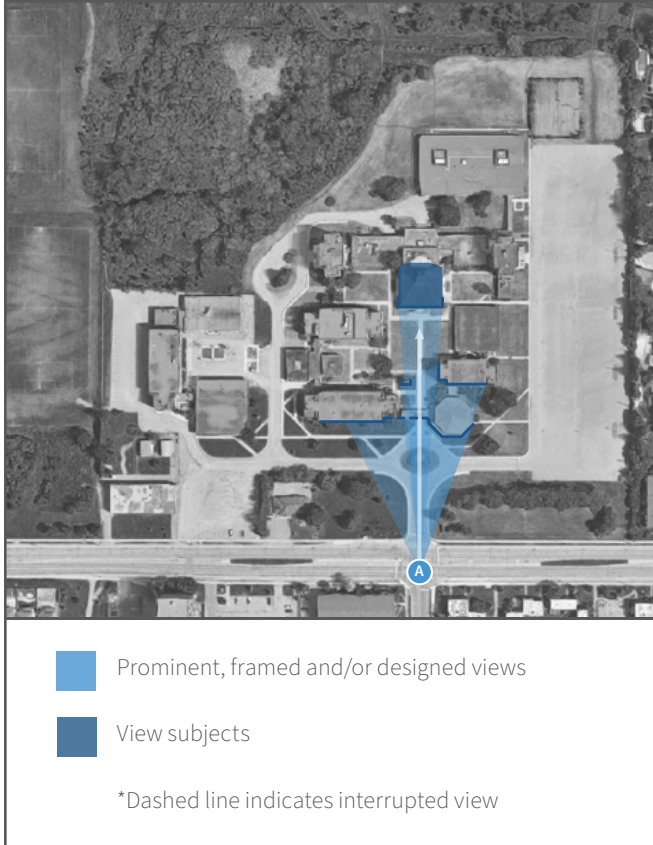 A
Prominent, framed and/or designed views
View subjects
*Dashed line indicates interrupted view